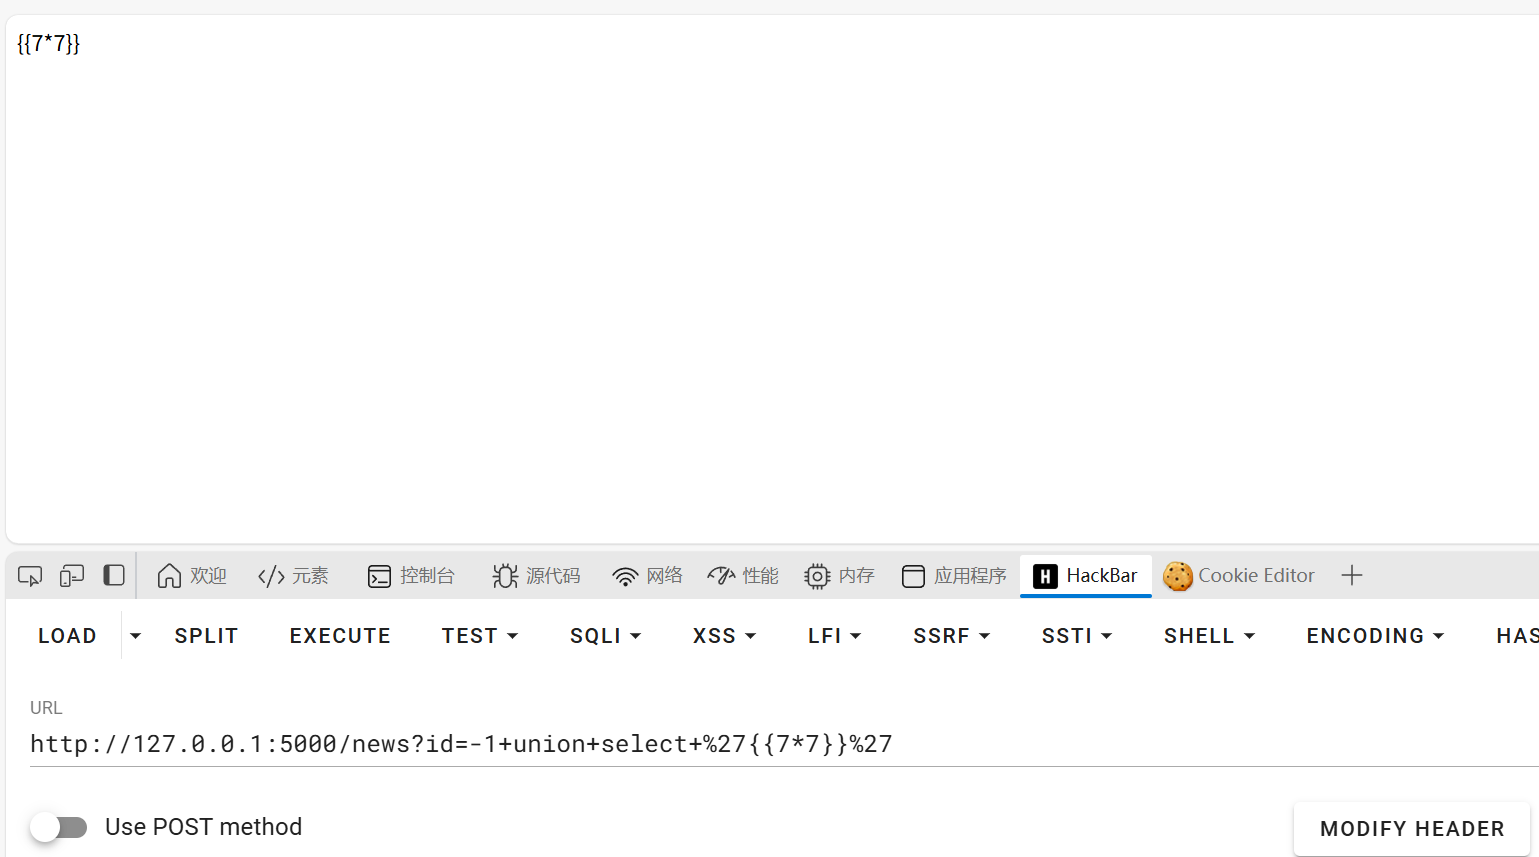 {{7*7}}
欢迎 元素 控制台 源代码 网络 性能 内存 应用程序 HackBar Cookie Editor
LOAD SPLIT EXECUTE TEST SQLI XSS LFI SSRF SSTI SHELL ENCODING HAS
URL
http://127.0.0.1:5000/news?id=-1+union+select+%27{{7*7}}%27
Use POST method MODIFY HEADER